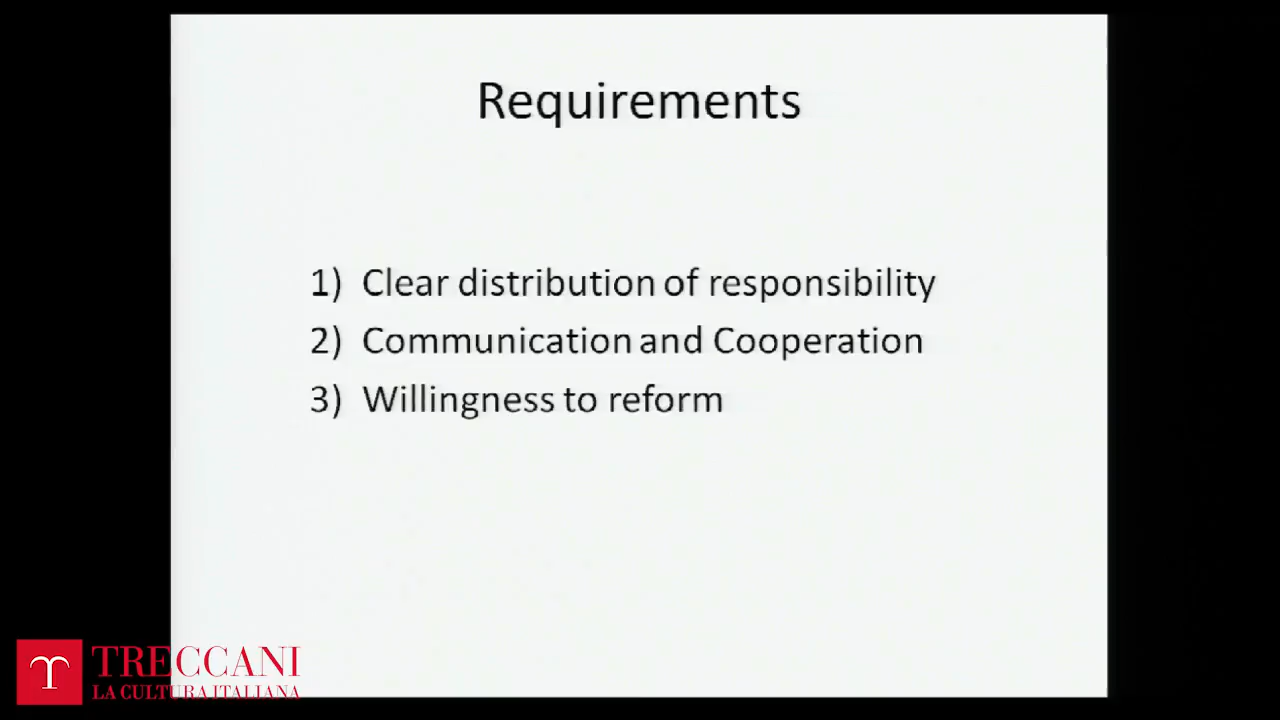 Requirements
1) Clear distribution of responsibility
2) Communication and Cooperation
3) Willingness to reform
TRECCANI
LA CULTURA ITALIANA